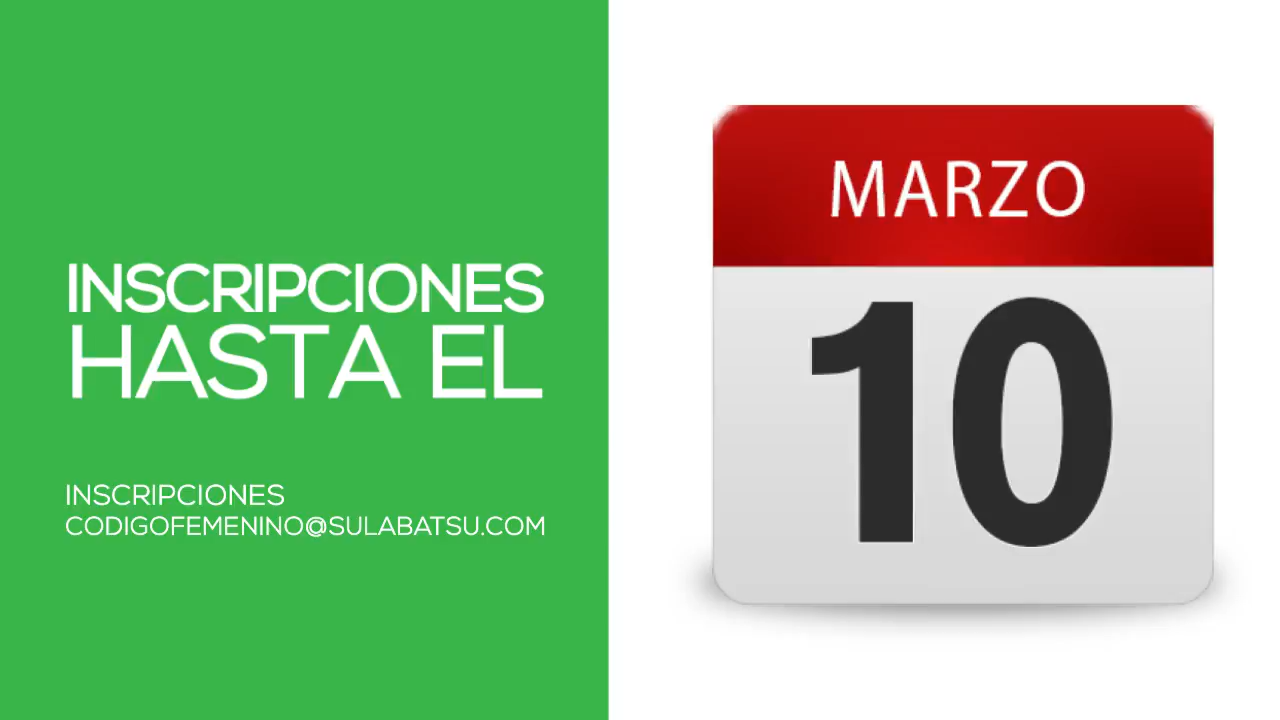 INSCRIPCIONES
HASTA EL
INSCRIPCIONES
CODIGOFEMENINO@SULABATSU.COM
MARZO
10